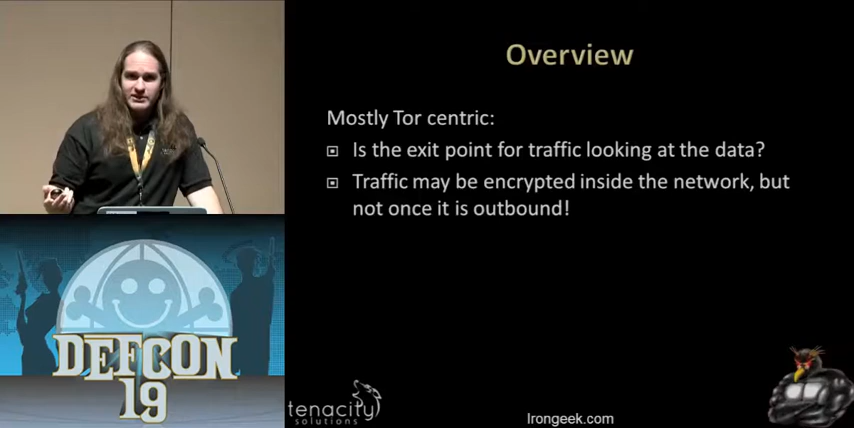 Overview
Mostly Tor centric:
Is the exit point for traffic looking at the data?
Traffic may be encrypted inside the network, but
not once it is outbound!
DEFCON
19
tenacity
solutions
Irongeek.com